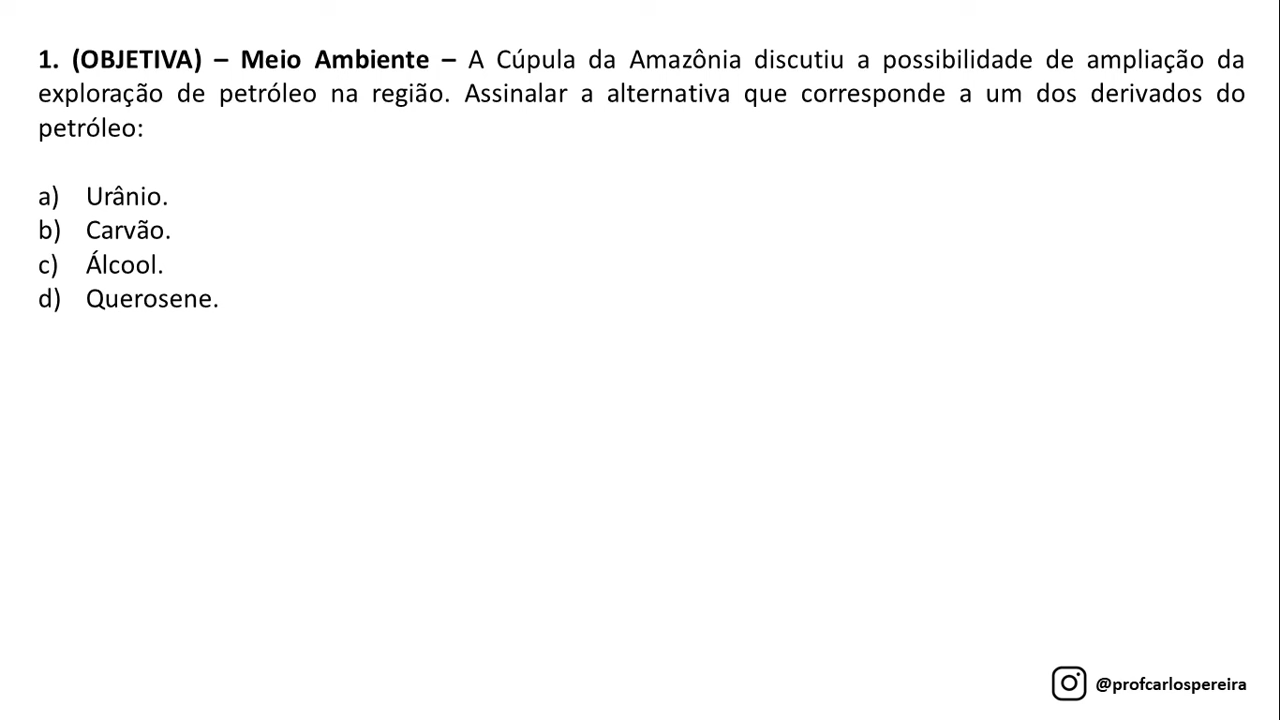 1. (OBJETIVA) – Meio Ambiente – A Cúpula da Amazônia discutiu a possibilidade de ampliação da
exploração de petróleo na região. Assinalar a alternativa que corresponde a um dos derivados do
petróleo:
a) Urânio.
b) Carvão.
c) Álcool.
d) Querosene.
@profcarlospereira